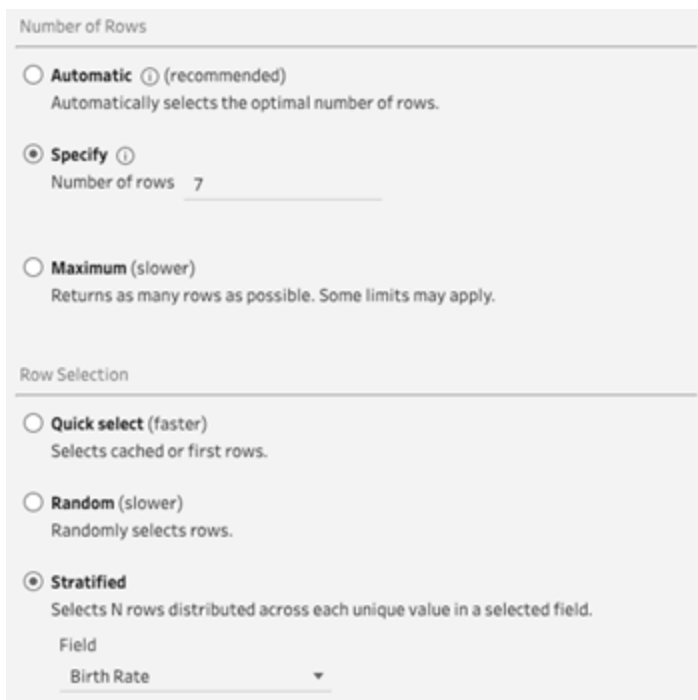 Number of Rows
Automatic ⓘ (recommended)
Automatically selects the optimal number of rows.
Specify ⓘ
Number of rows 7
Maximum (slower)
Returns as many rows as possible. Some limits may apply.
Row Selection
Quick select (faster)
Selects cached or first rows.
Random (slower)
Randomly selects rows.
Stratified
Selects N rows distributed across each unique value in a selected field.
Field
Birth Rate